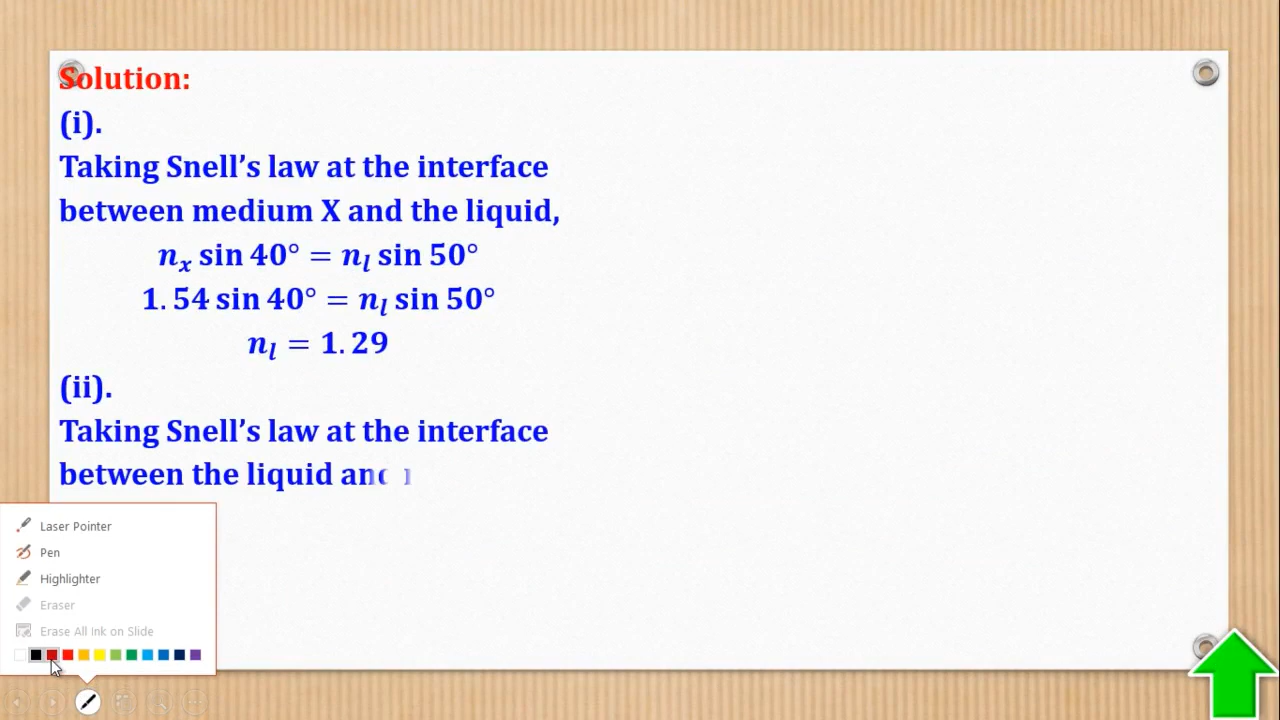 Solution:
(i).
Taking Snell’s law at the interface
between medium X and the liquid,
nₓ sin 40° = nₗ sin 50°
1.54 sin 40° = nₗ sin 50°
nₗ = 1.29
(ii).
Taking Snell’s law at the interface
between the liquid and
Laser Pointer
Pen
Highlighter
Eraser
Erase All Ink on Slide